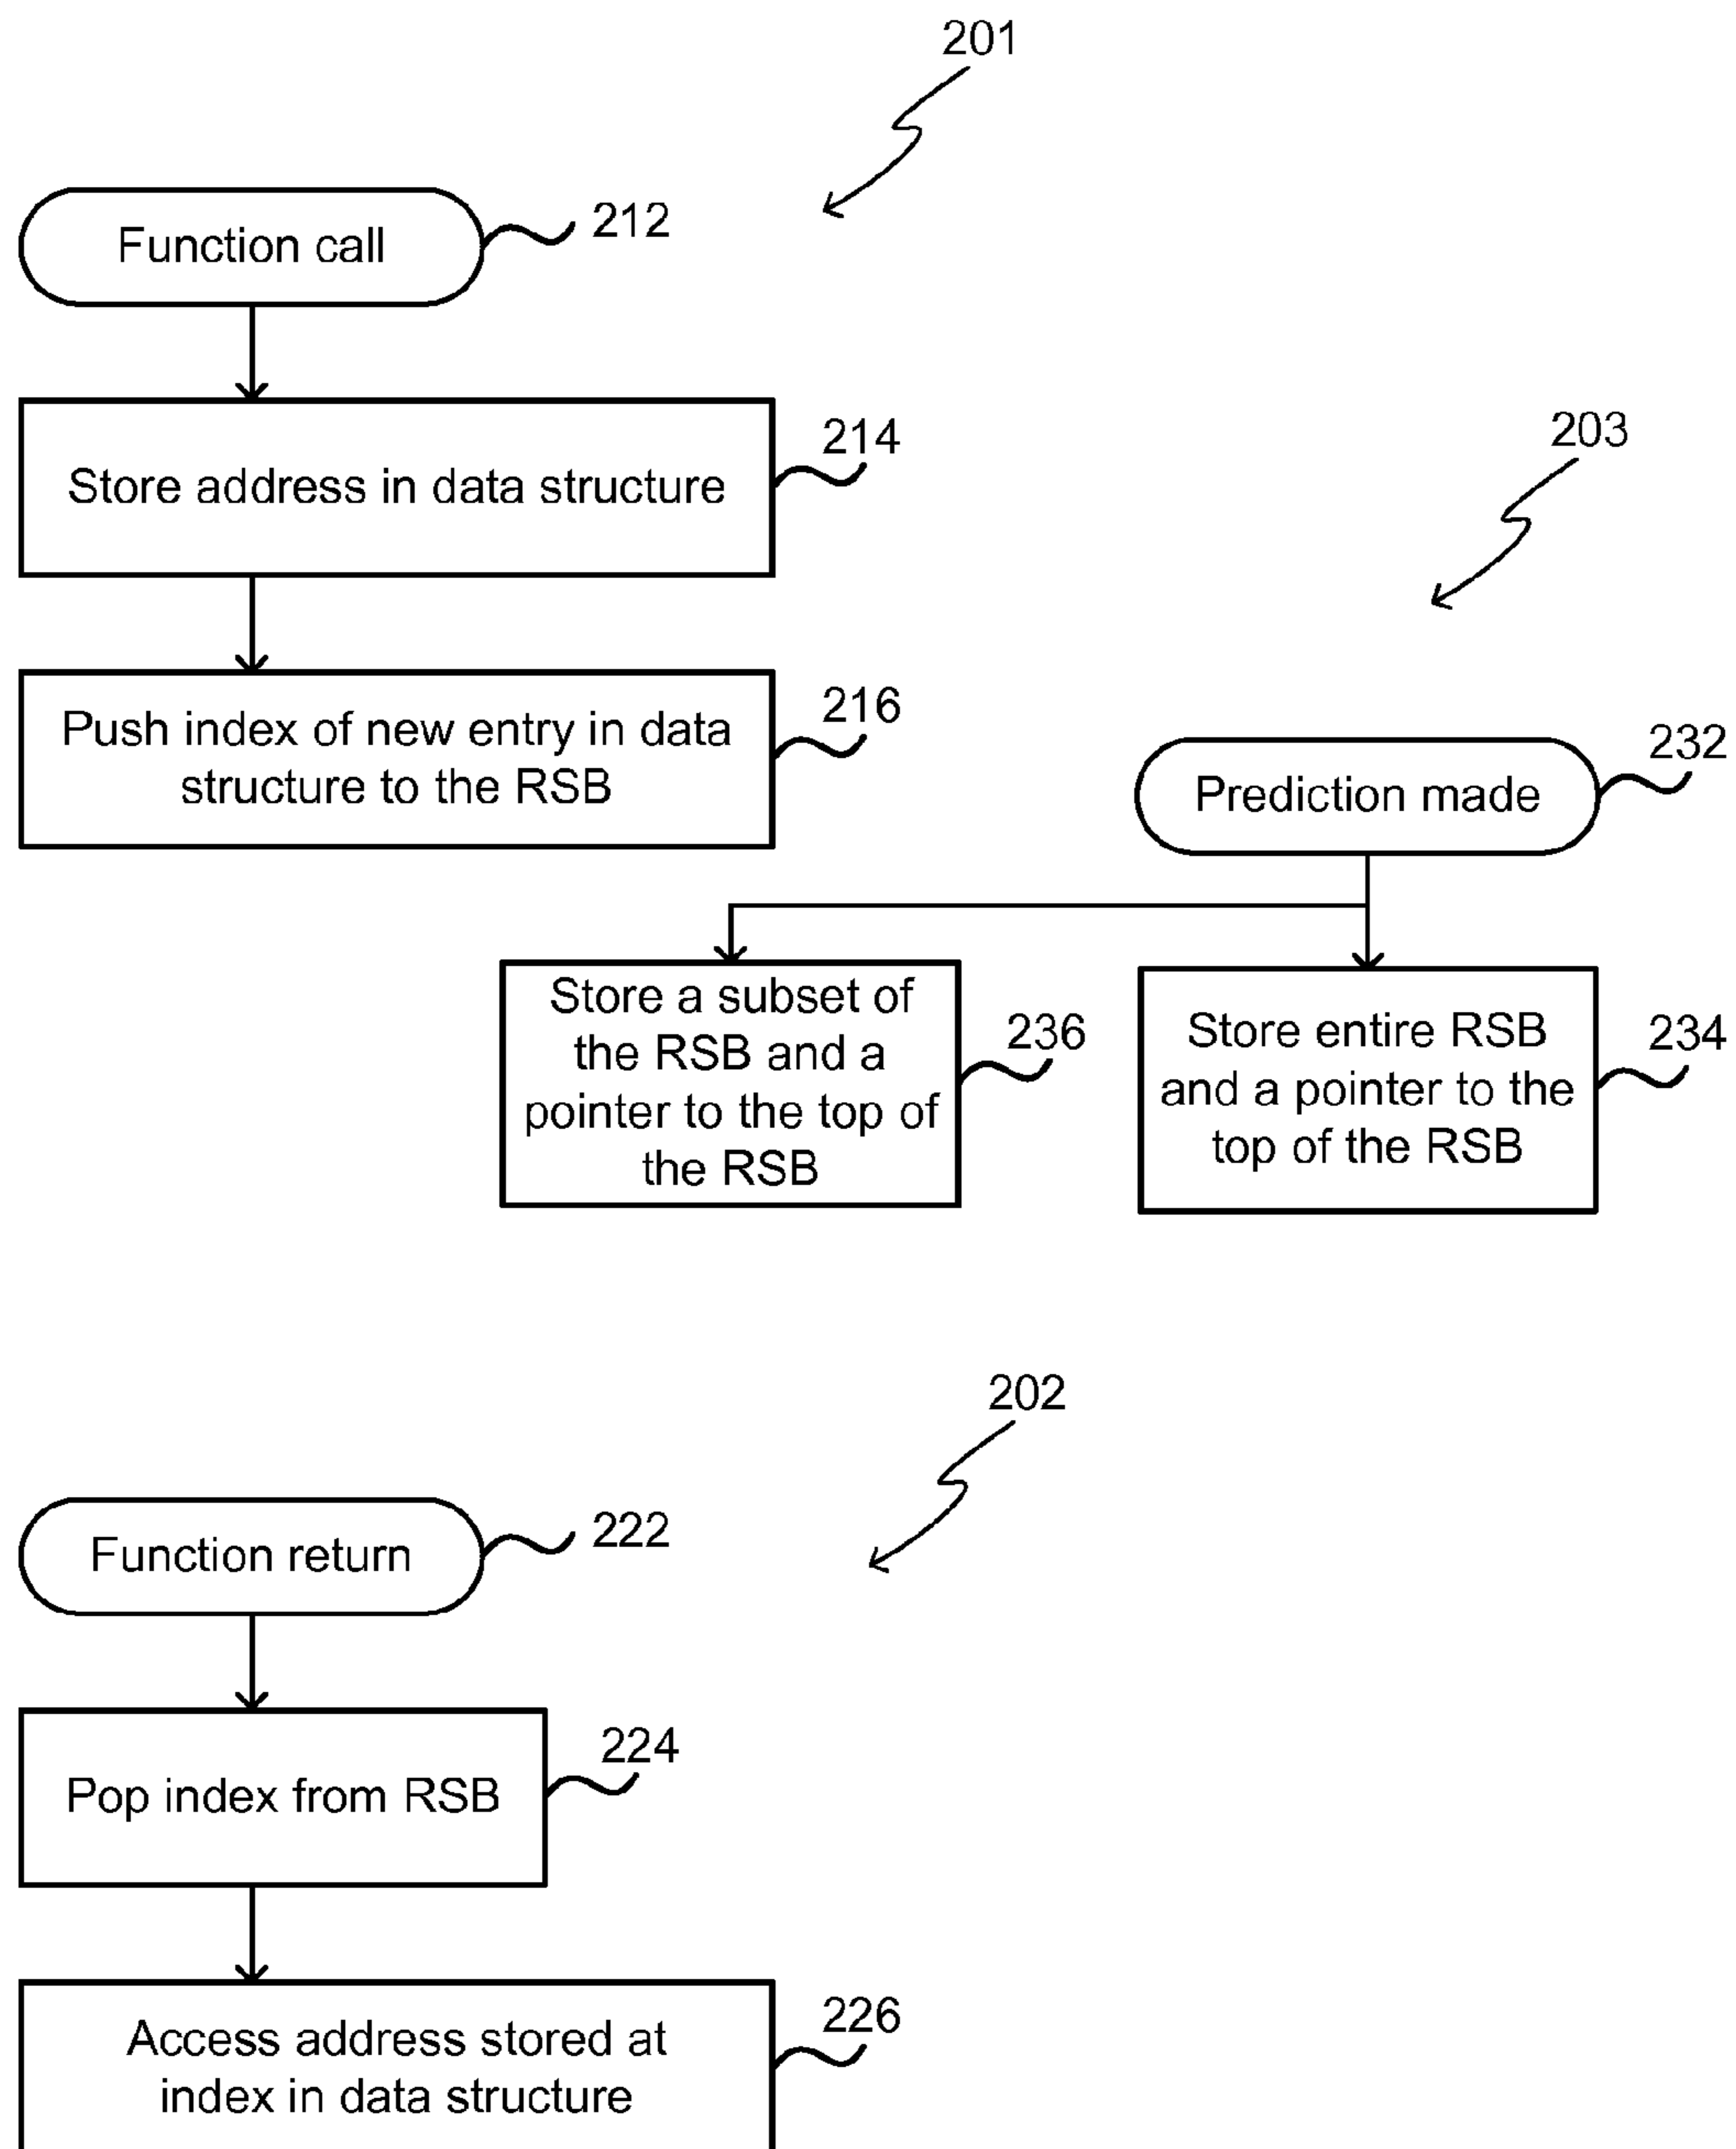 201
Function call
212
Store address in data structure
214
Push index of new entry in data
structure to the RSB
216
203
Prediction made
232
Store a subset of
the RSB and a
pointer to the top of
the RSB
236
Store entire RSB
and a pointer to the
top of the RSB
234
202
Function return
222
Pop index from RSB
224
Access address stored at
index in data structure
226